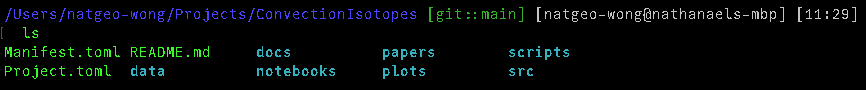 /Users/natgeo-wong/Projects/ConvectionIsotopes [git::main] [natgeo-wong@nathanaels-mbp] [11:29]
[ ls
Manifest.toml README.md docs papers scripts
Project.toml data notebooks plots src